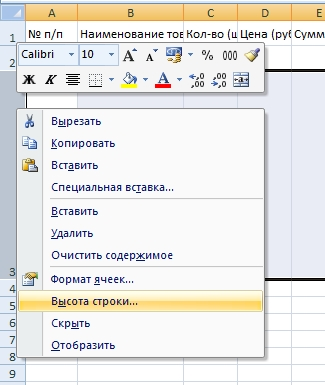 A B C D E
1 № п/п Наименование тов Кол-во (ш Цена (руб Сумм
Calibri 10 A A % 000
2
Ж К А ,00 ,0
Вырезать
Копировать
Вставить
Специальная вставка...
Вставить
Удалить
Очистить содержимое
3
Формат ячеек...
4
Высота строки...
5
Скрыть
6
Отобразить
7
8
9